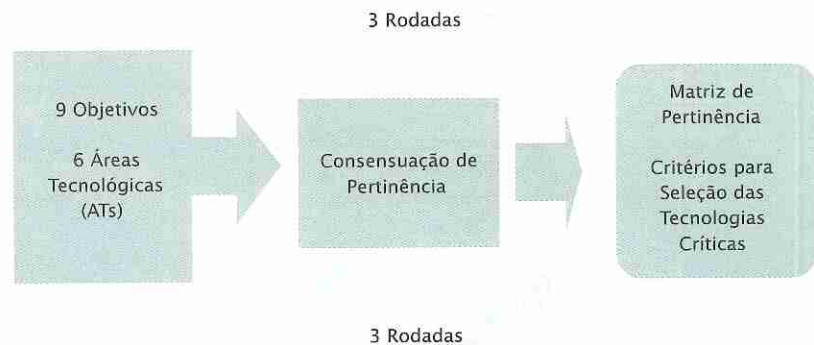 3 Rodadas
9 Objetivos
6 Áreas
Tecnológicas
(ATs)
Consensuação de
Pertinência
Matriz de
Pertinência
Critérios para
Seleção das
Tecnologias
Críticas
3 Rodadas